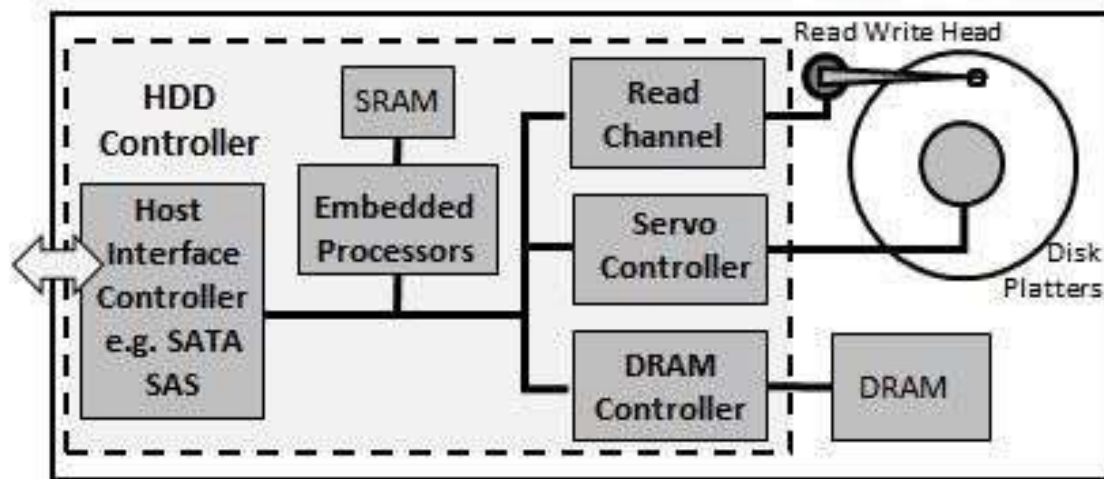 Read Write Head
HDD
Controller
SRAM
Read
Channel
Host
Interface
Controller
e.g. SATA
SAS
Embedded
Processors
Servo
Controller
Disk
Platters
DRAM
Controller
DRAM